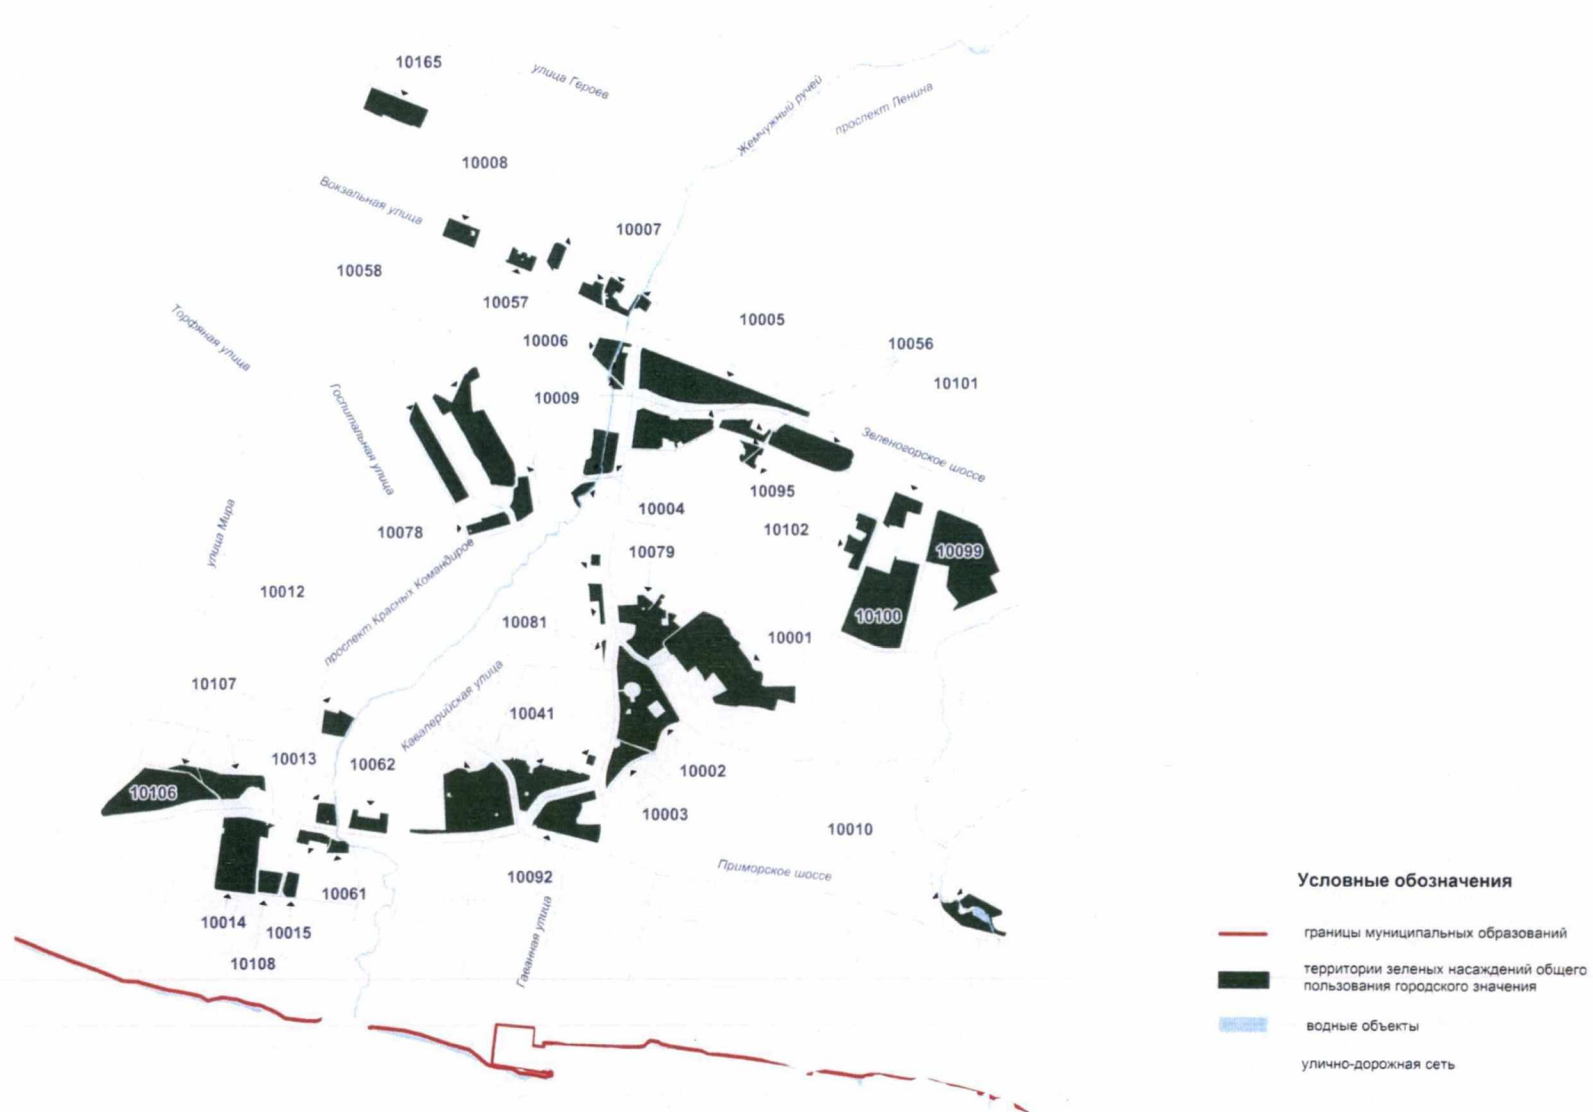 10165
улица Героев
Жемчужный ручей
проспект Ленина
10008
Вокзальная улица
10007
10058
10057
10005
Торфяная улица
10006
10056
10101
Госпитальная улица
10009
Зеленогорское шоссе
10095
10004
улица Мира
10078
10102
10079
10099
проспект Красных Командиров
10012
10081
10100
10001
10107
Кавалерийская улица
10041
10013
10062
10002
10106
10003
10010
Приморское шоссе
10092
10061
10014
10015
Гаванная улица
10108
Условные обозначения
границы муниципальных образований
территории зеленых насаждений общего
пользования городского значения
водные объекты
улично-дорожная сеть